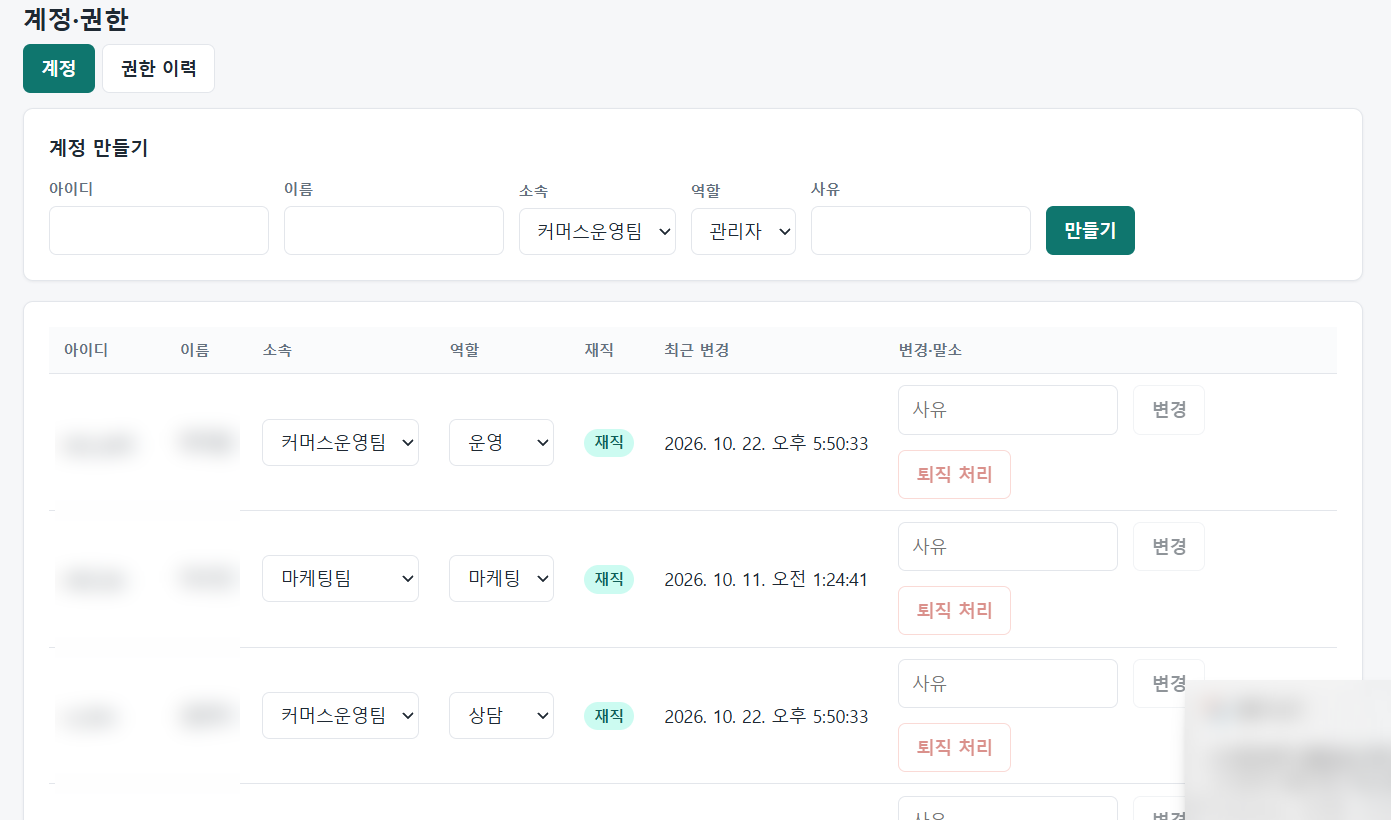 계정·권한
계정 권한 이력
계정 만들기
아이디 이름 소속 역할 사유
커머스운영팀 관리자 만들기
아이디 이름 소속 역할 재직 최근 변경 변경·말소
커머스운영팀 운영 재직 2026. 10. 22. 오후 5:50:33 사유 변경
퇴직 처리
마케팅팀 마케팅 재직 2026. 10. 11. 오전 1:24:41 사유 변경
퇴직 처리
커머스운영팀 상담 재직 2026. 10. 22. 오후 5:50:33 사유 변경
퇴직 처리
사유 변경